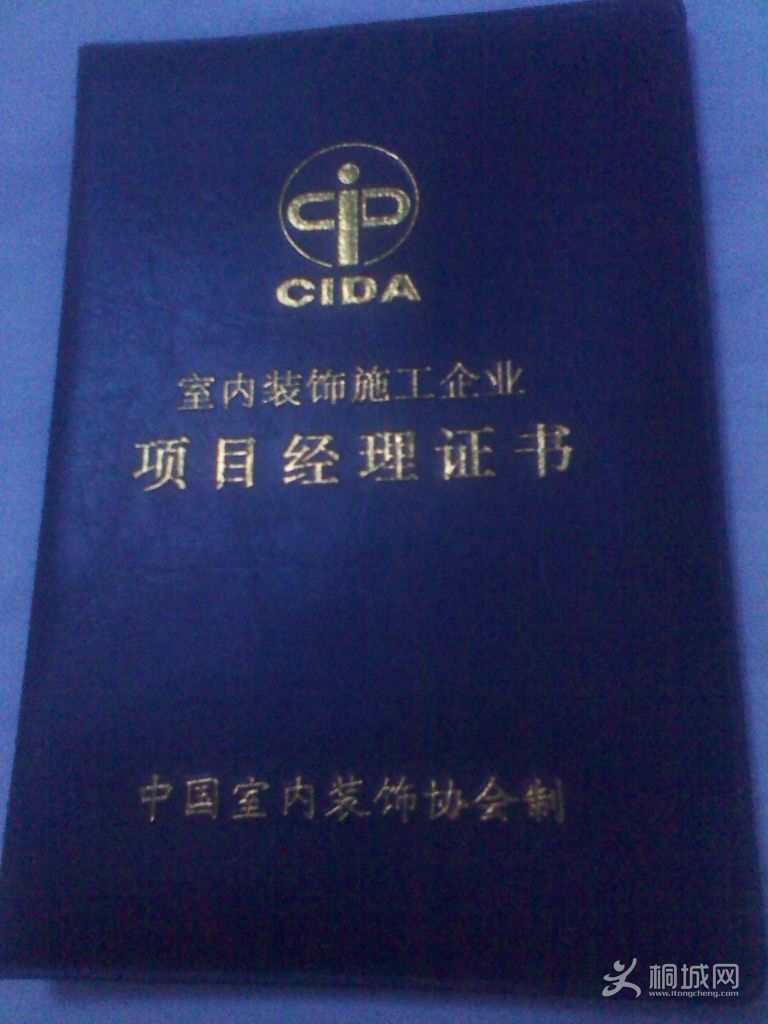 CIDA
室内装饰施工企业
项目经理证书
中国室内装饰协会制
桐城网
www.itongcheng.com